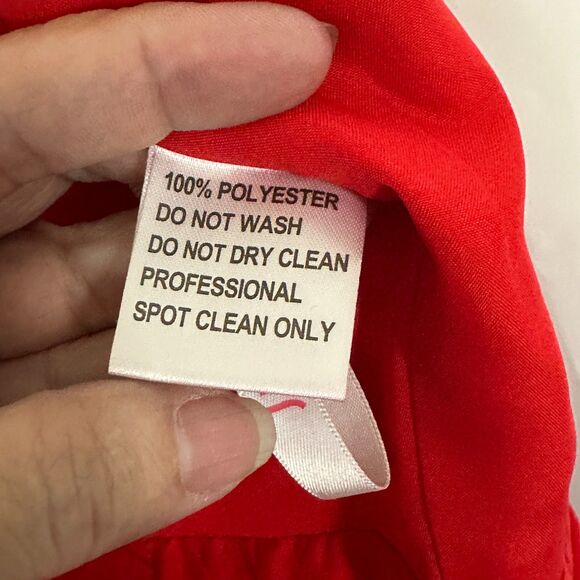 100% POLYESTER
DO NOT WASH
DO NOT DRY CLEAN
PROFESSIONAL
SPOT CLEAN ONLY